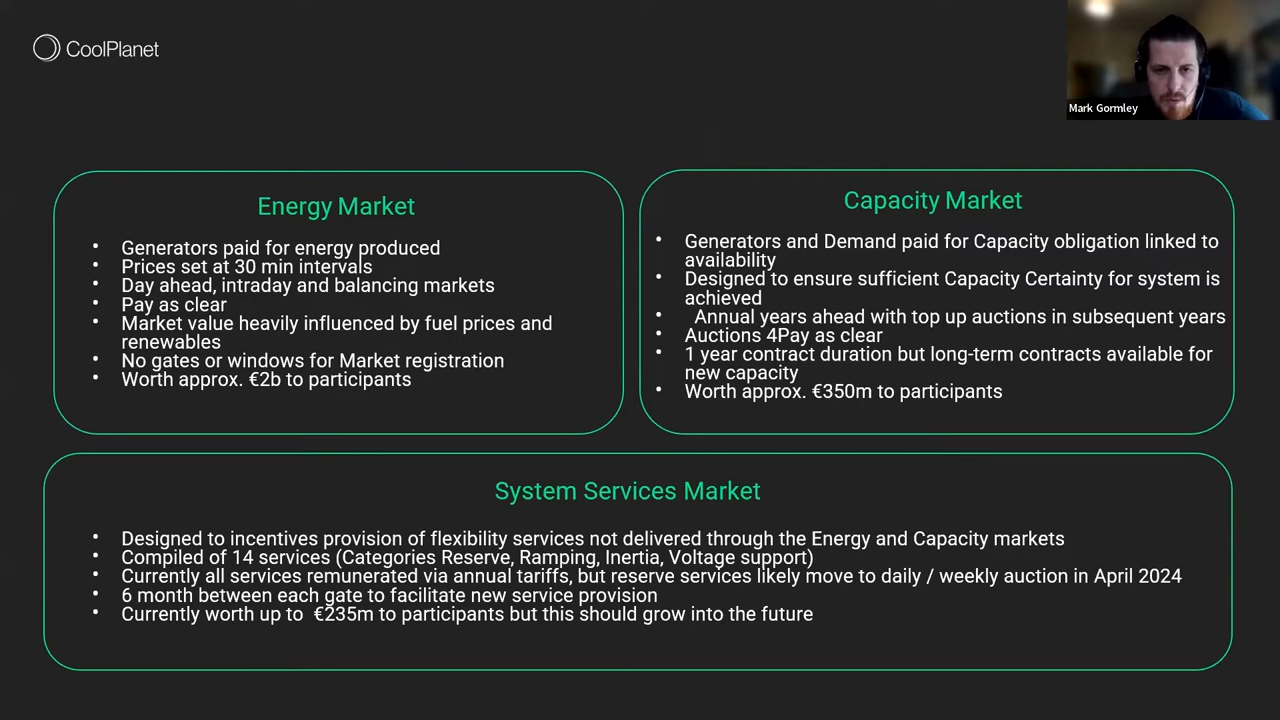 CoolPlanet
Mark Gormley
Energy Market
• Generators paid for energy produced
• Prices set at 30 min intervals
• Day ahead, intraday and balancing markets
• Pay as clear
• Market value heavily influenced by fuel prices and
renewables
• No gates or windows for Market registration
• Worth approx. €2b to participants
Capacity Market
• Generators and Demand paid for Capacity obligation linked to
availability
• Designed to ensure sufficient Capacity Certainty for system is
achieved
• Annual years ahead with top up auctions in subsequent years
• Auctions 4Pay as clear
• 1 year contract duration but long-term contracts available for
new capacity
• Worth approx. €350m to participants
System Services Market
• Designed to incentives provision of flexibility services not delivered through the Energy and Capacity markets
• Compiled of 14 services (Categories Reserve, Ramping, Inertia, Voltage support)
• Currently all services remunerated via annual tariffs, but reserve services likely move to daily / weekly auction in April 2024
• 6 month between each gate to facilitate new service provision
• Currently worth up to €235m to participants but this should grow into the future